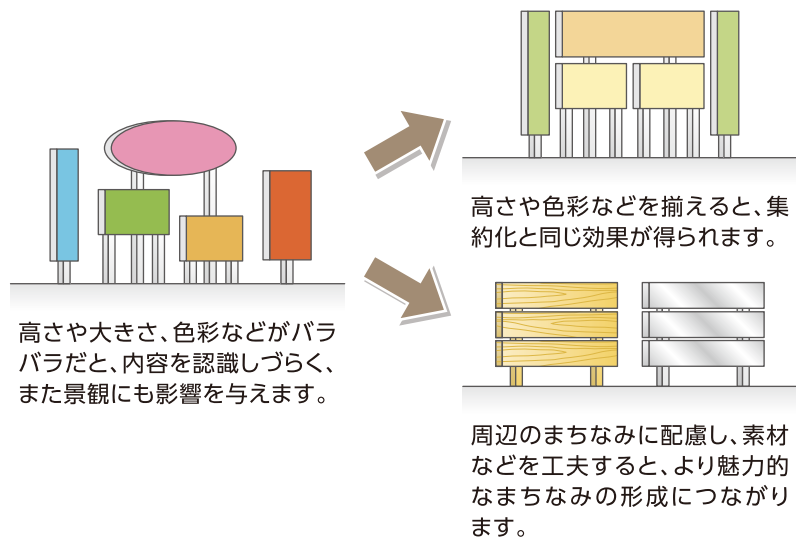 高さや大きさ、色彩などがバラ
バラだと、内容を認識しづらく、
また景観にも影響を与えます。
高さや色彩などを揃えると、集
約化と同じ効果が得られます。
周辺のまちなみに配慮し、素材
などを工夫すると、より魅力的
なまちなみの形成につながり
ます。